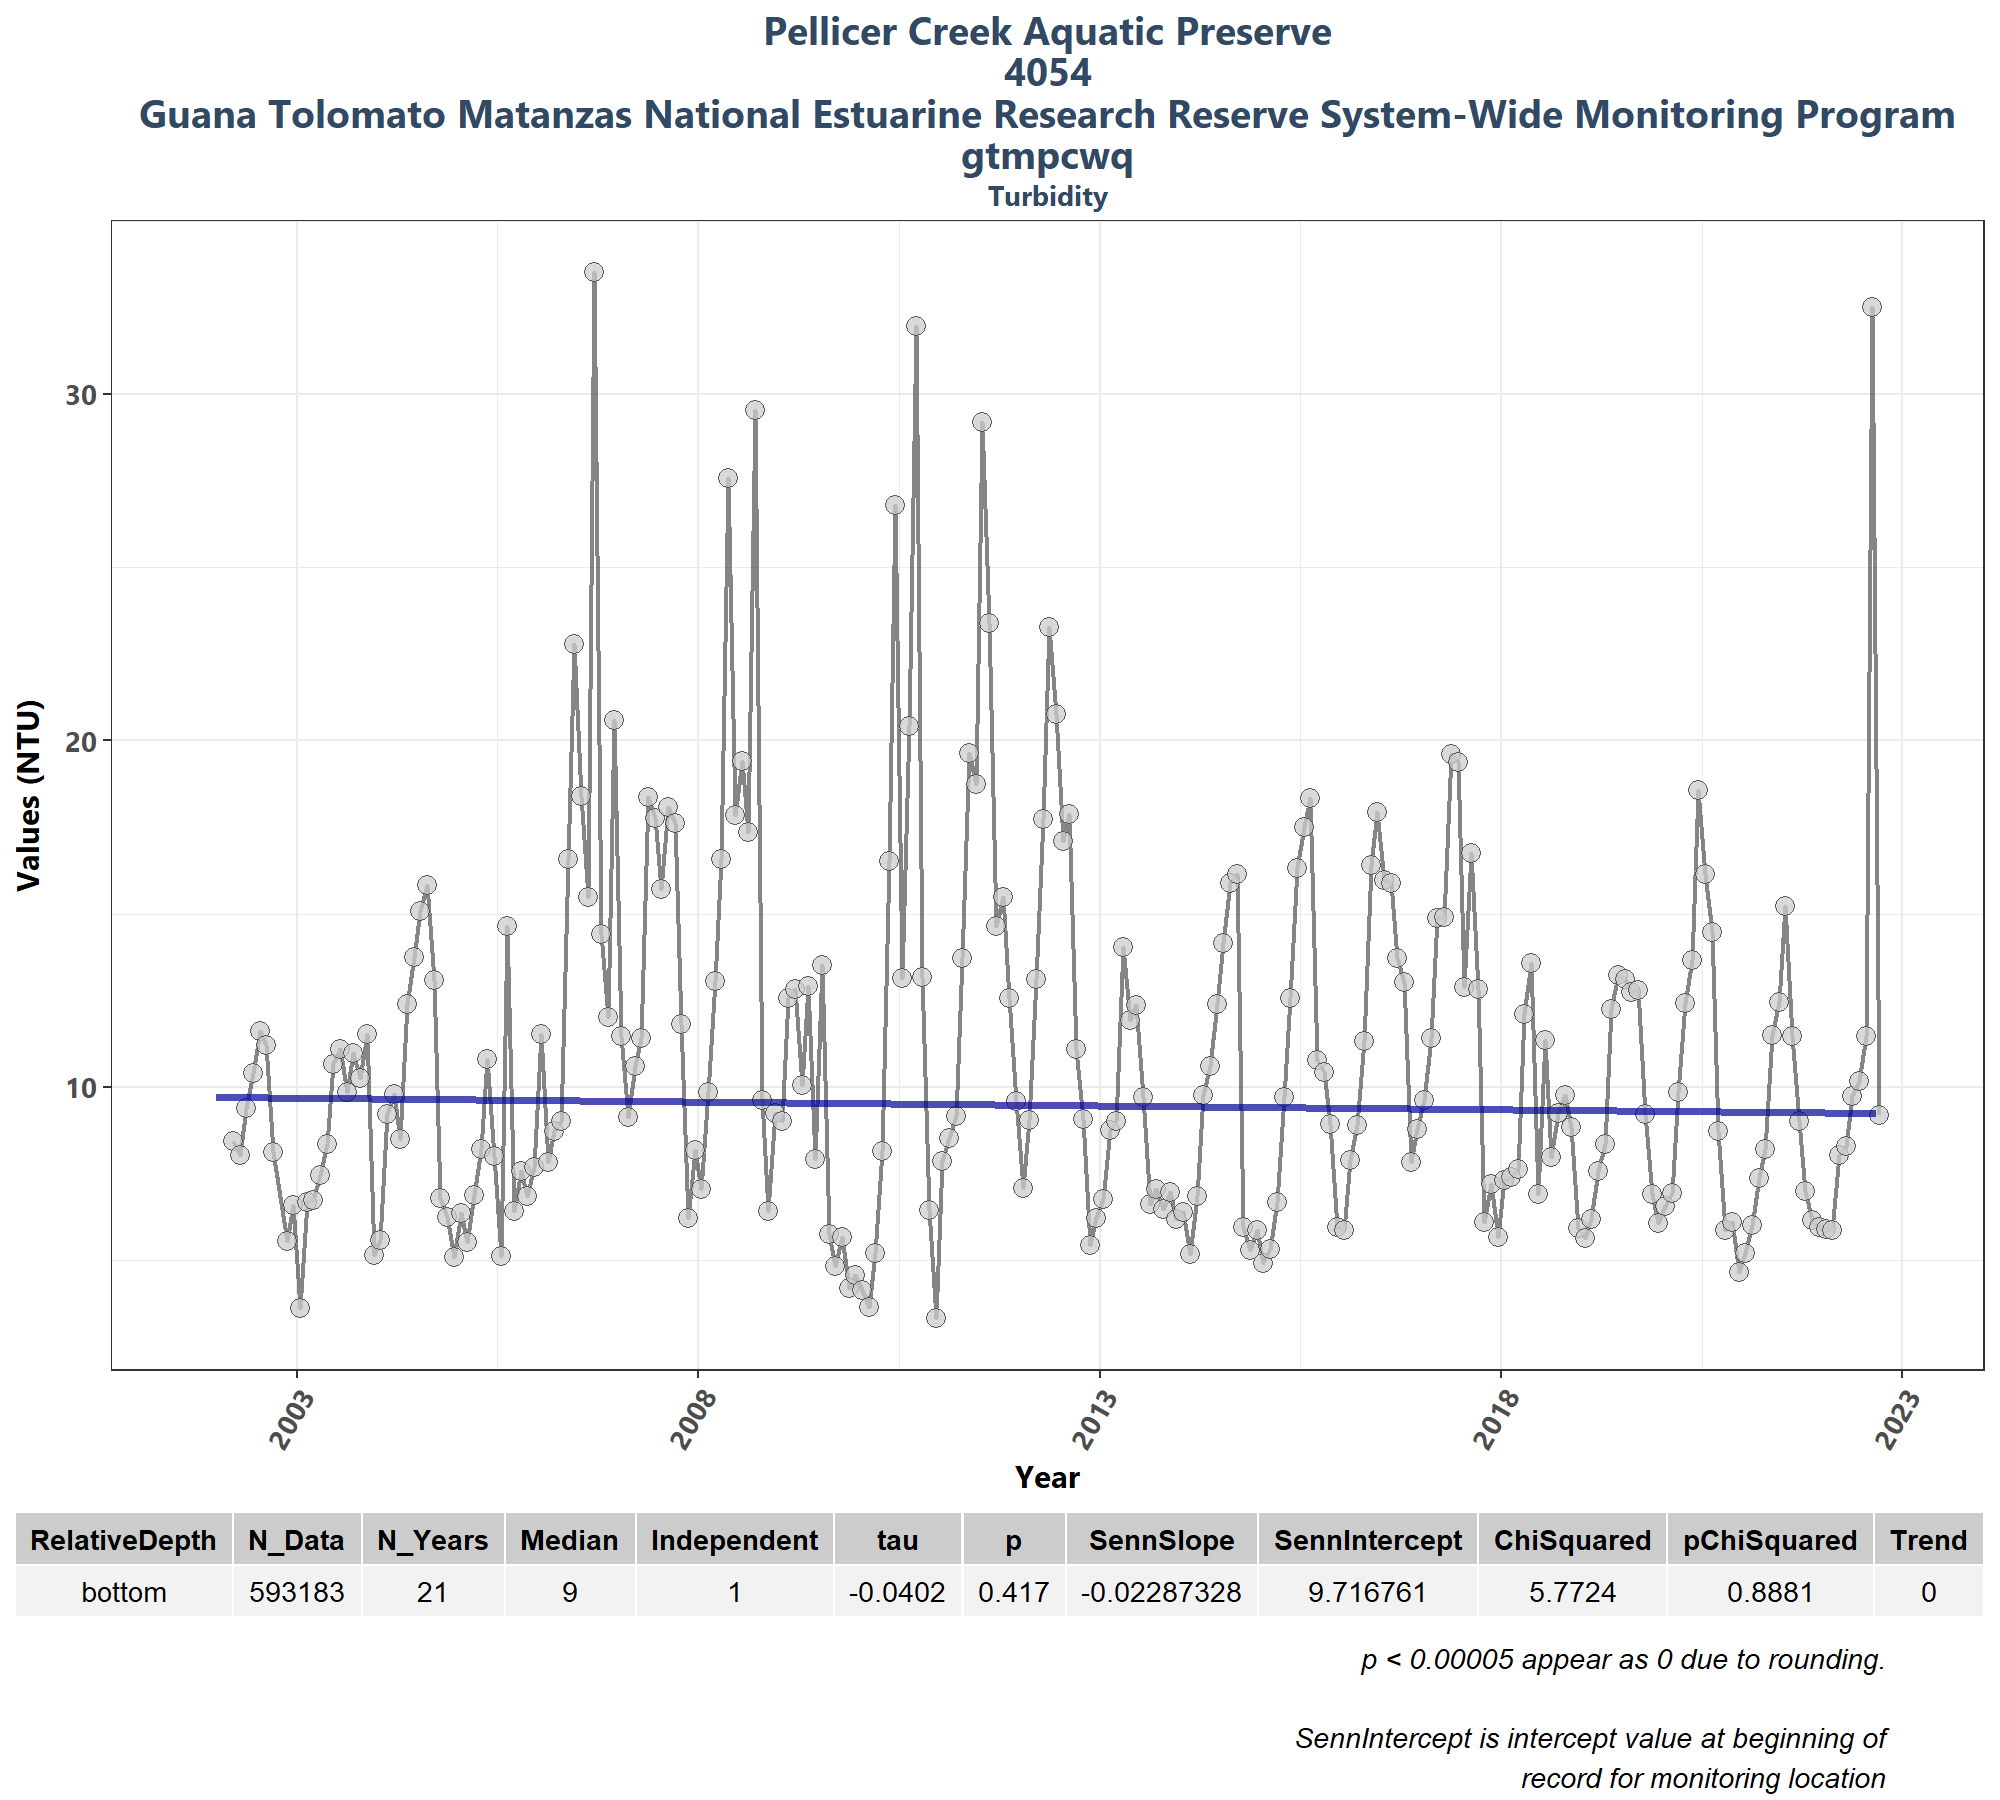 Pellicer Creek Aquatic Preserve
4054
Guana Tolomato Matanzas National Estuarine Research Reserve System-Wide Monitoring Program
gtmpcwq
Turbidity
Values (NTU)
30
20
10
2003
2008
2013
2018
2023
Year
RelativeDepth N_Data N_Years Median Independent tau p SennSlope SennIntercept ChiSquared pChiSquared Trend
bottom 593183 21 9 1 -0.0402 0.417 -0.02287328 9.716761 5.7724 0.8881 0
p < 0.00005 appear as 0 due to rounding.
SennIntercept is intercept value at beginning of
record for monitoring location